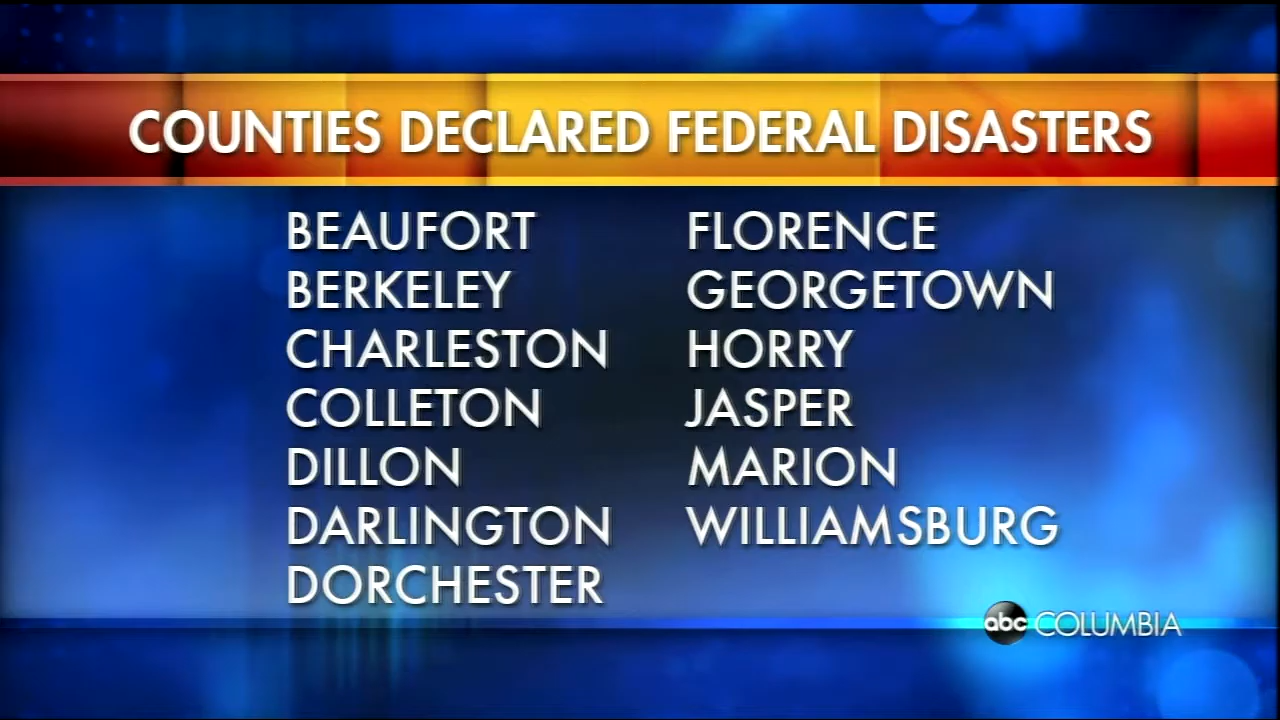 COUNTIES DECLARED FEDERAL DISASTERS
BEAUFORT
BERKELEY
CHARLESTON
COLLETON
DILLON
DARLINGTON
DORCHESTER
FLORENCE
GEORGETOWN
HORRY
JASPER
MARION
WILLIAMSBURG
abc COLUMBIA